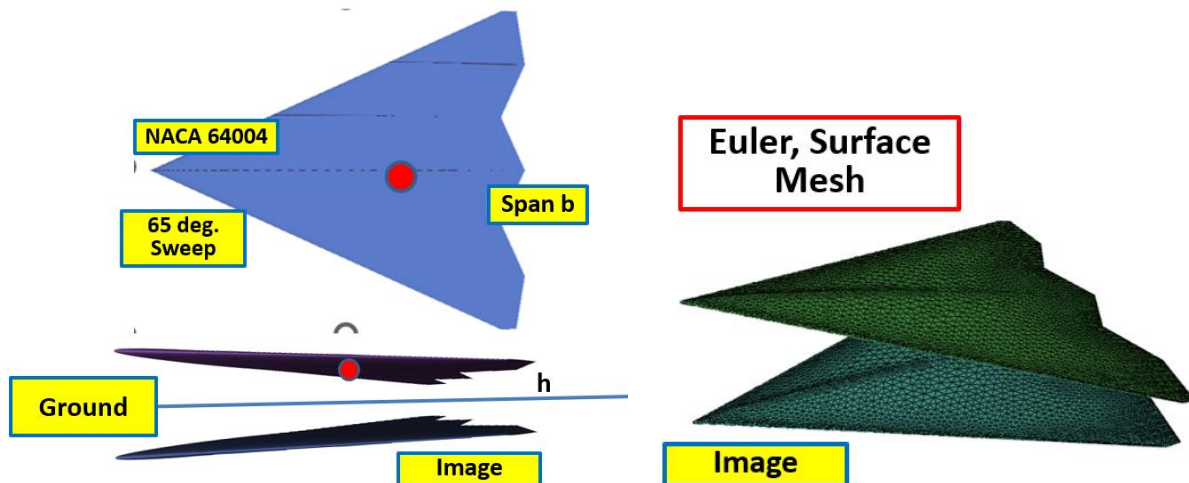 NACA 64004
65 deg.
Sweep
Span b
Ground
h
Image
Euler, Surface
Mesh
Image